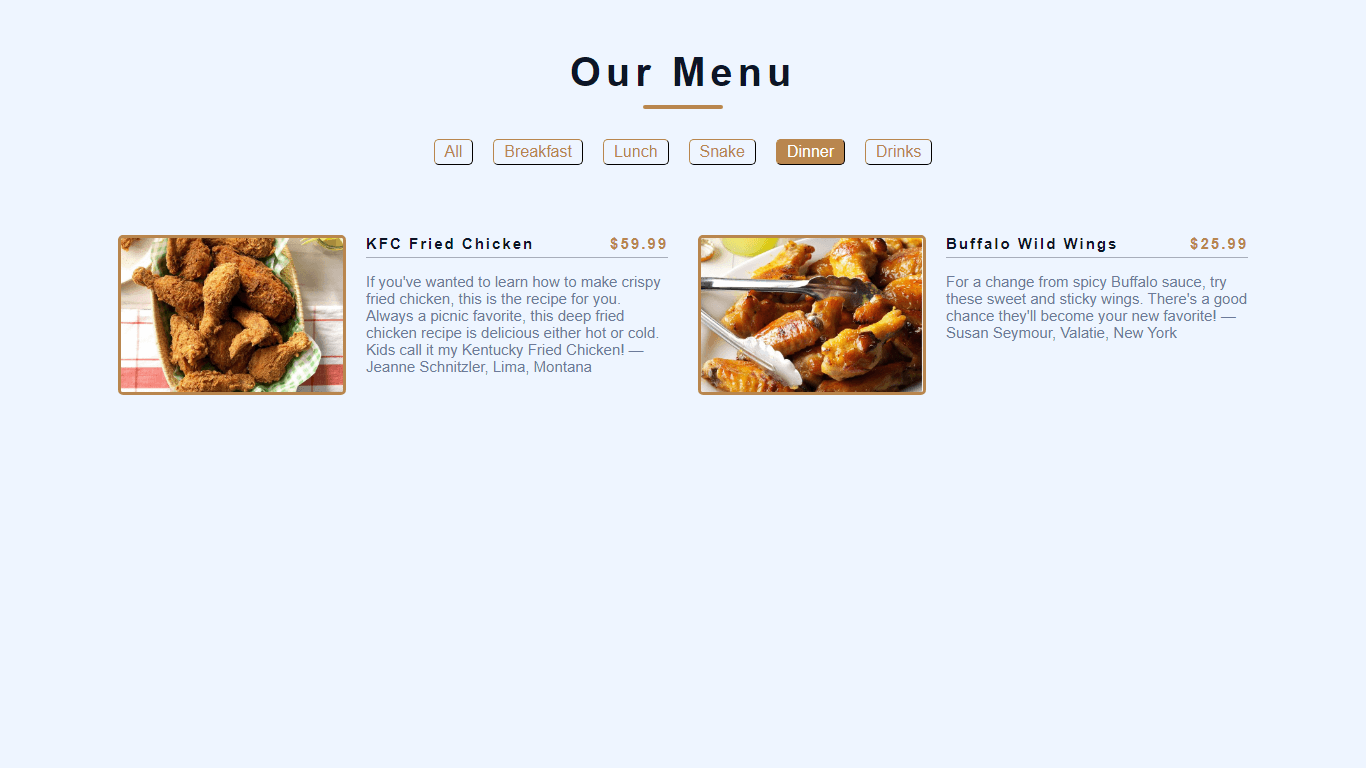 Our Menu
All Breakfast Lunch Snake Dinner Drinks
KFC Fried Chicken $59.99
If you've wanted to learn how to make crispy
fried chicken, this is the recipe for you.
Always a picnic favorite, this deep fried
chicken recipe is delicious either hot or cold.
Kids call it my Kentucky Fried Chicken! —
Jeanne Schnitzler, Lima, Montana
Buffalo Wild Wings $25.99
For a change from spicy Buffalo sauce, try
these sweet and sticky wings. There's a good
chance they'll become your new favorite! —
Susan Seymour, Valatie, New York